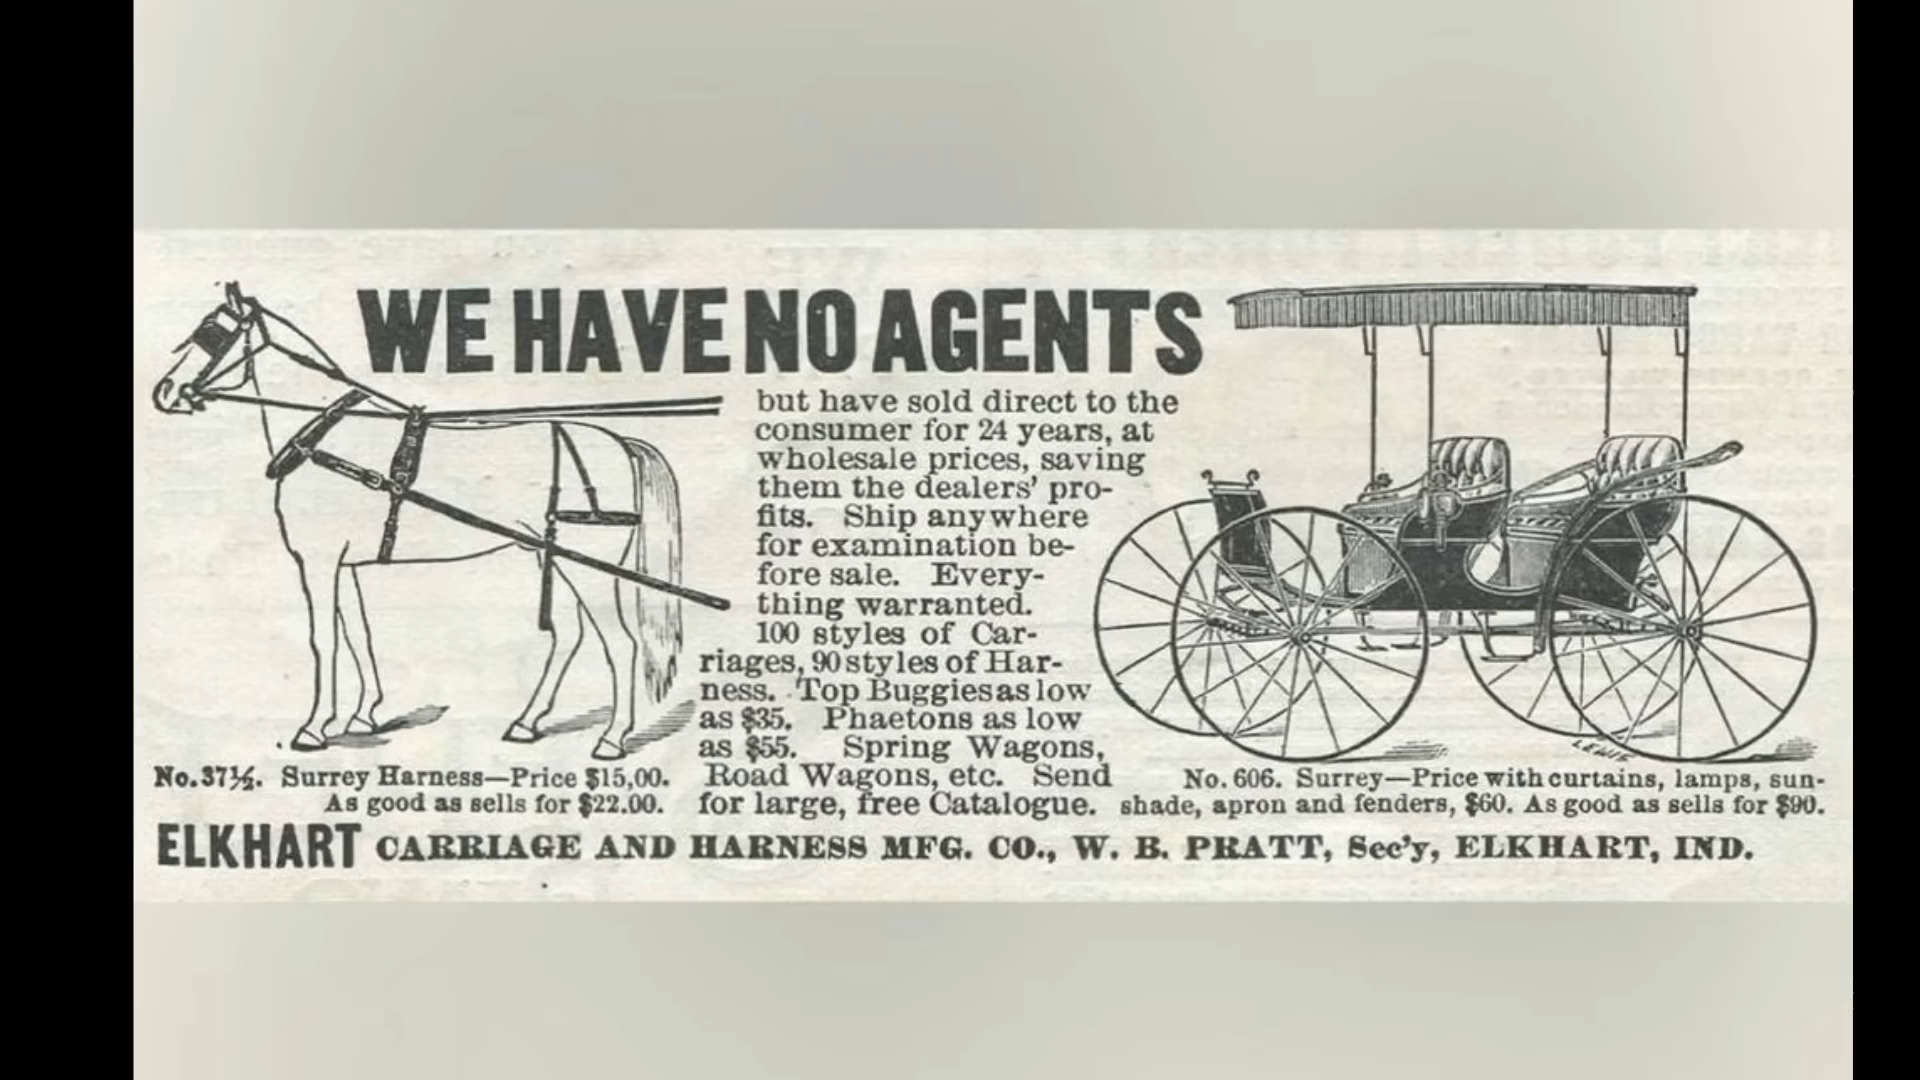 WE HAVE NO AGENTS
but have sold direct to the
consumer for 24 years, at
wholesale prices, saving
them the dealers' pro-
fits. Ship anywhere
for examination be-
fore sale. Every-
thing warranted.
100 styles of Car-
riages, 90 styles of Har-
ness. Top Buggies as low
as $35. Phaetons as low
as $55. Spring Wagons,
Road Wagons, etc. Send
for large, free Catalogue.
No. 37½. Surrey Harness—Price $15,00.
As good as sells for $22.00.
LEWIS
No. 606. Surrey—Price with curtains, lamps, sun-
shade, apron and fenders, $60. As good as sells for $90.
ELKHART CARRIAGE AND HARNESS MFG. CO., W. B. PRATT, Sec'y, ELKHART, IND.